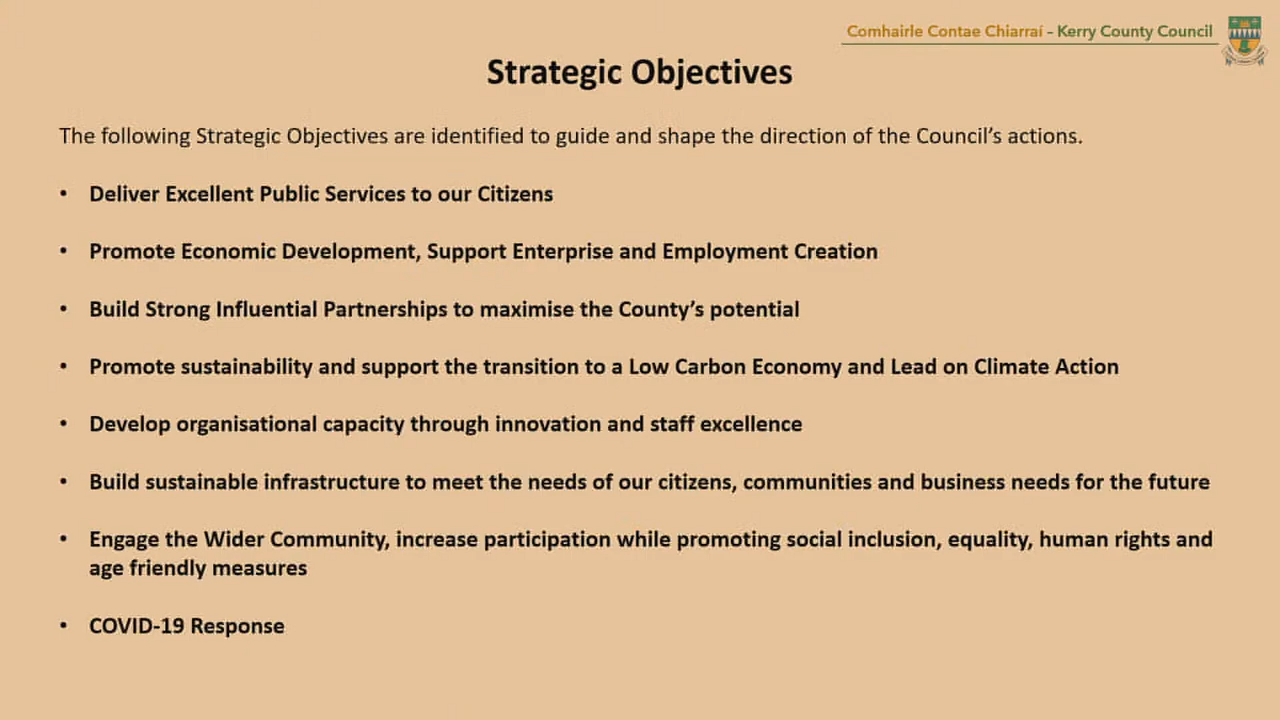 Comhairle Contae Chiarraí - Kerry County Council
Strategic Objectives
The following Strategic Objectives are identified to guide and shape the direction of the Council's actions.
• Deliver Excellent Public Services to our Citizens
• Promote Economic Development, Support Enterprise and Employment Creation
• Build Strong Influential Partnerships to maximise the County's potential
• Promote sustainability and support the transition to a Low Carbon Economy and Lead on Climate Action
• Develop organisational capacity through innovation and staff excellence
• Build sustainable infrastructure to meet the needs of our citizens, communities and business needs for the future
• Engage the Wider Community, increase participation while promoting social inclusion, equality, human rights and
age friendly measures
• COVID-19 Response